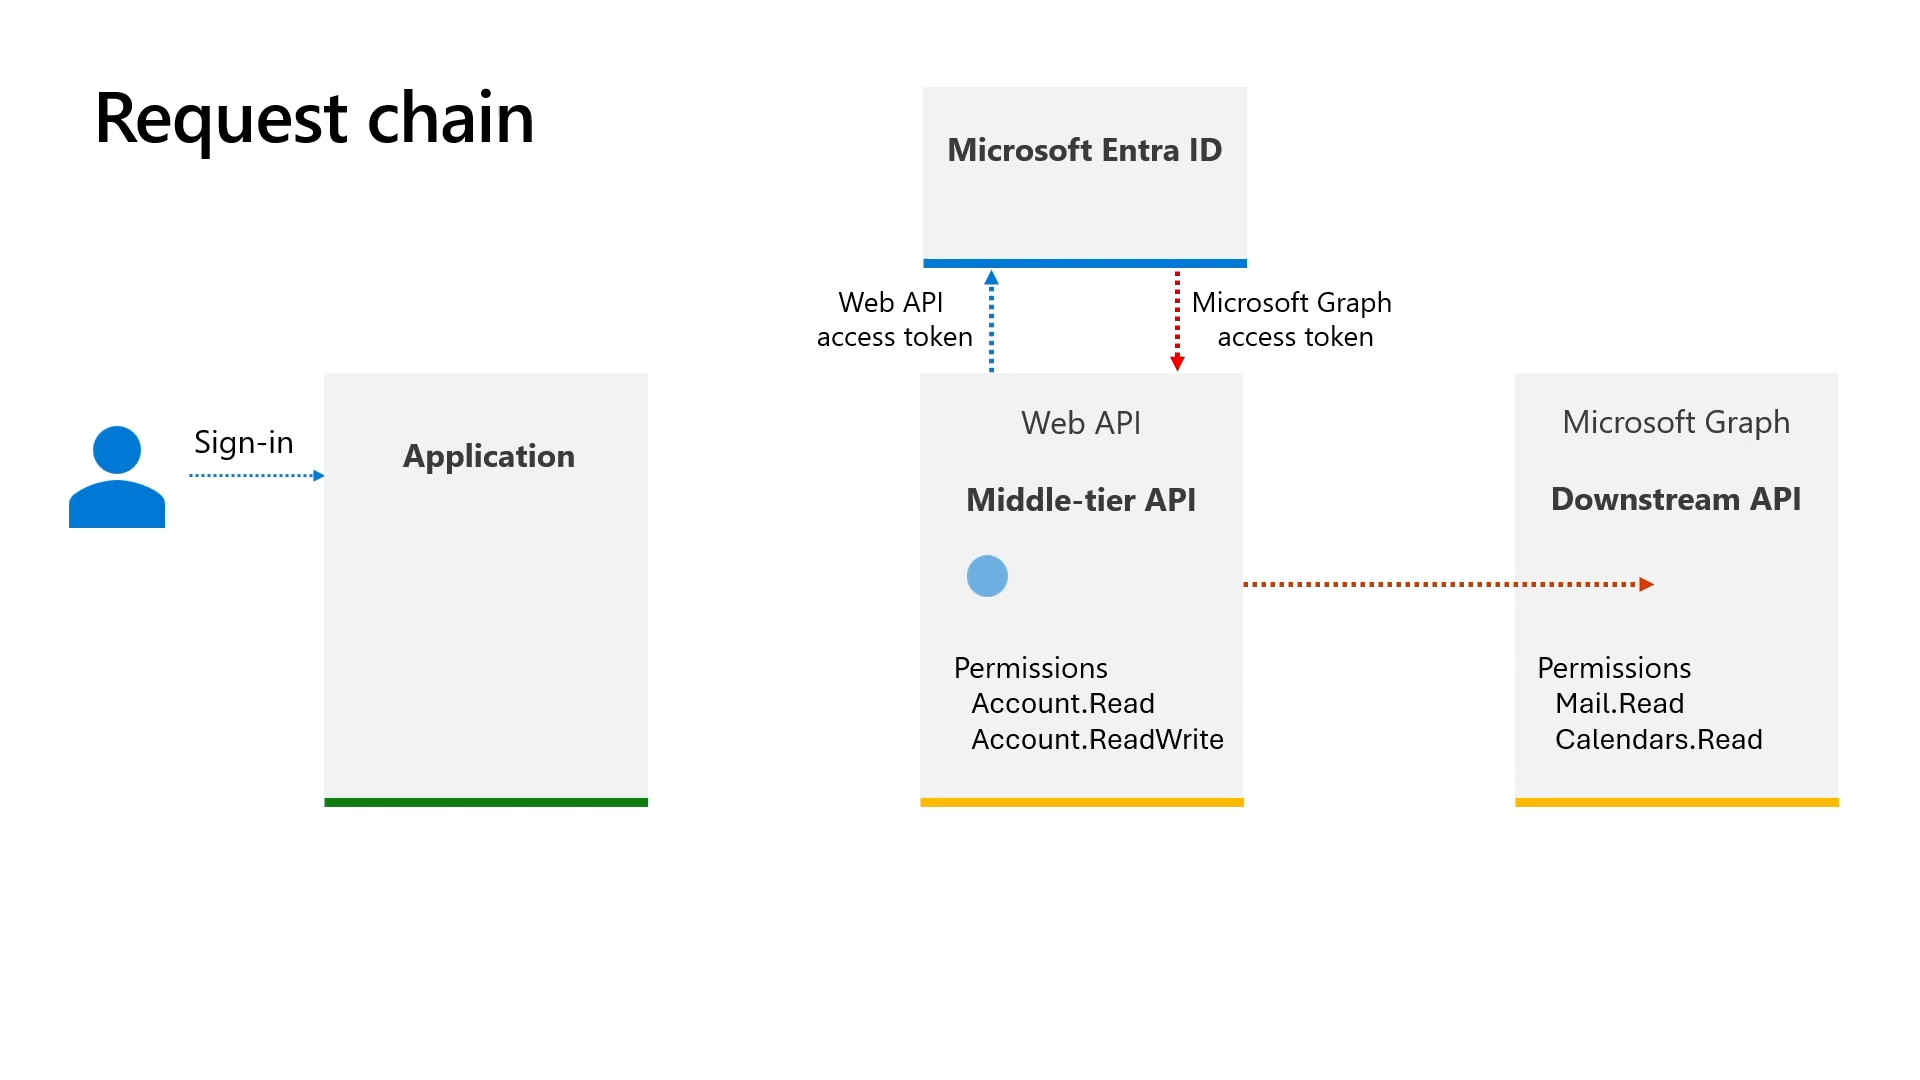 Request chain
Microsoft Entra ID
Web API
access token
Microsoft Graph
access token
Sign-in
Application
Web API
Middle-tier API
Permissions
Account.Read
Account.ReadWrite
Microsoft Graph
Downstream API
Permissions
Mail.Read
Calendars.Read